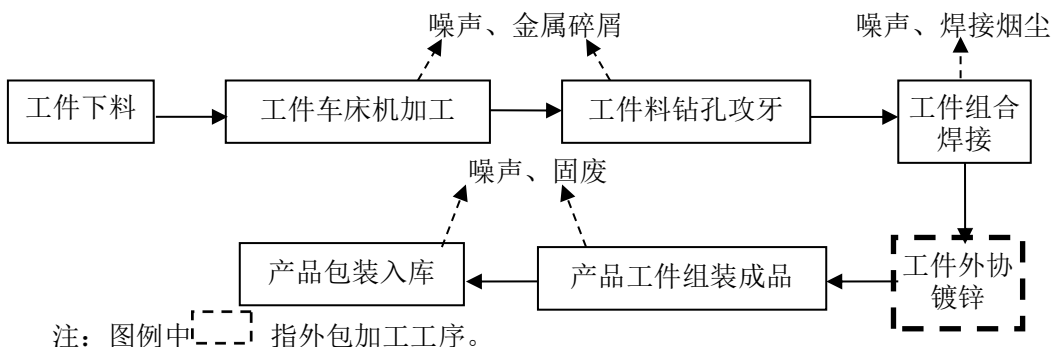 噪声、金属碎屑
噪声、焊接烟尘
工件下料
工件车床机加工
工件料钻孔攻牙
工件组合
焊接
噪声、固废
产品包装入库
产品工件组装成品
工件外协
镀锌
注：图例中 指外包加工工序。